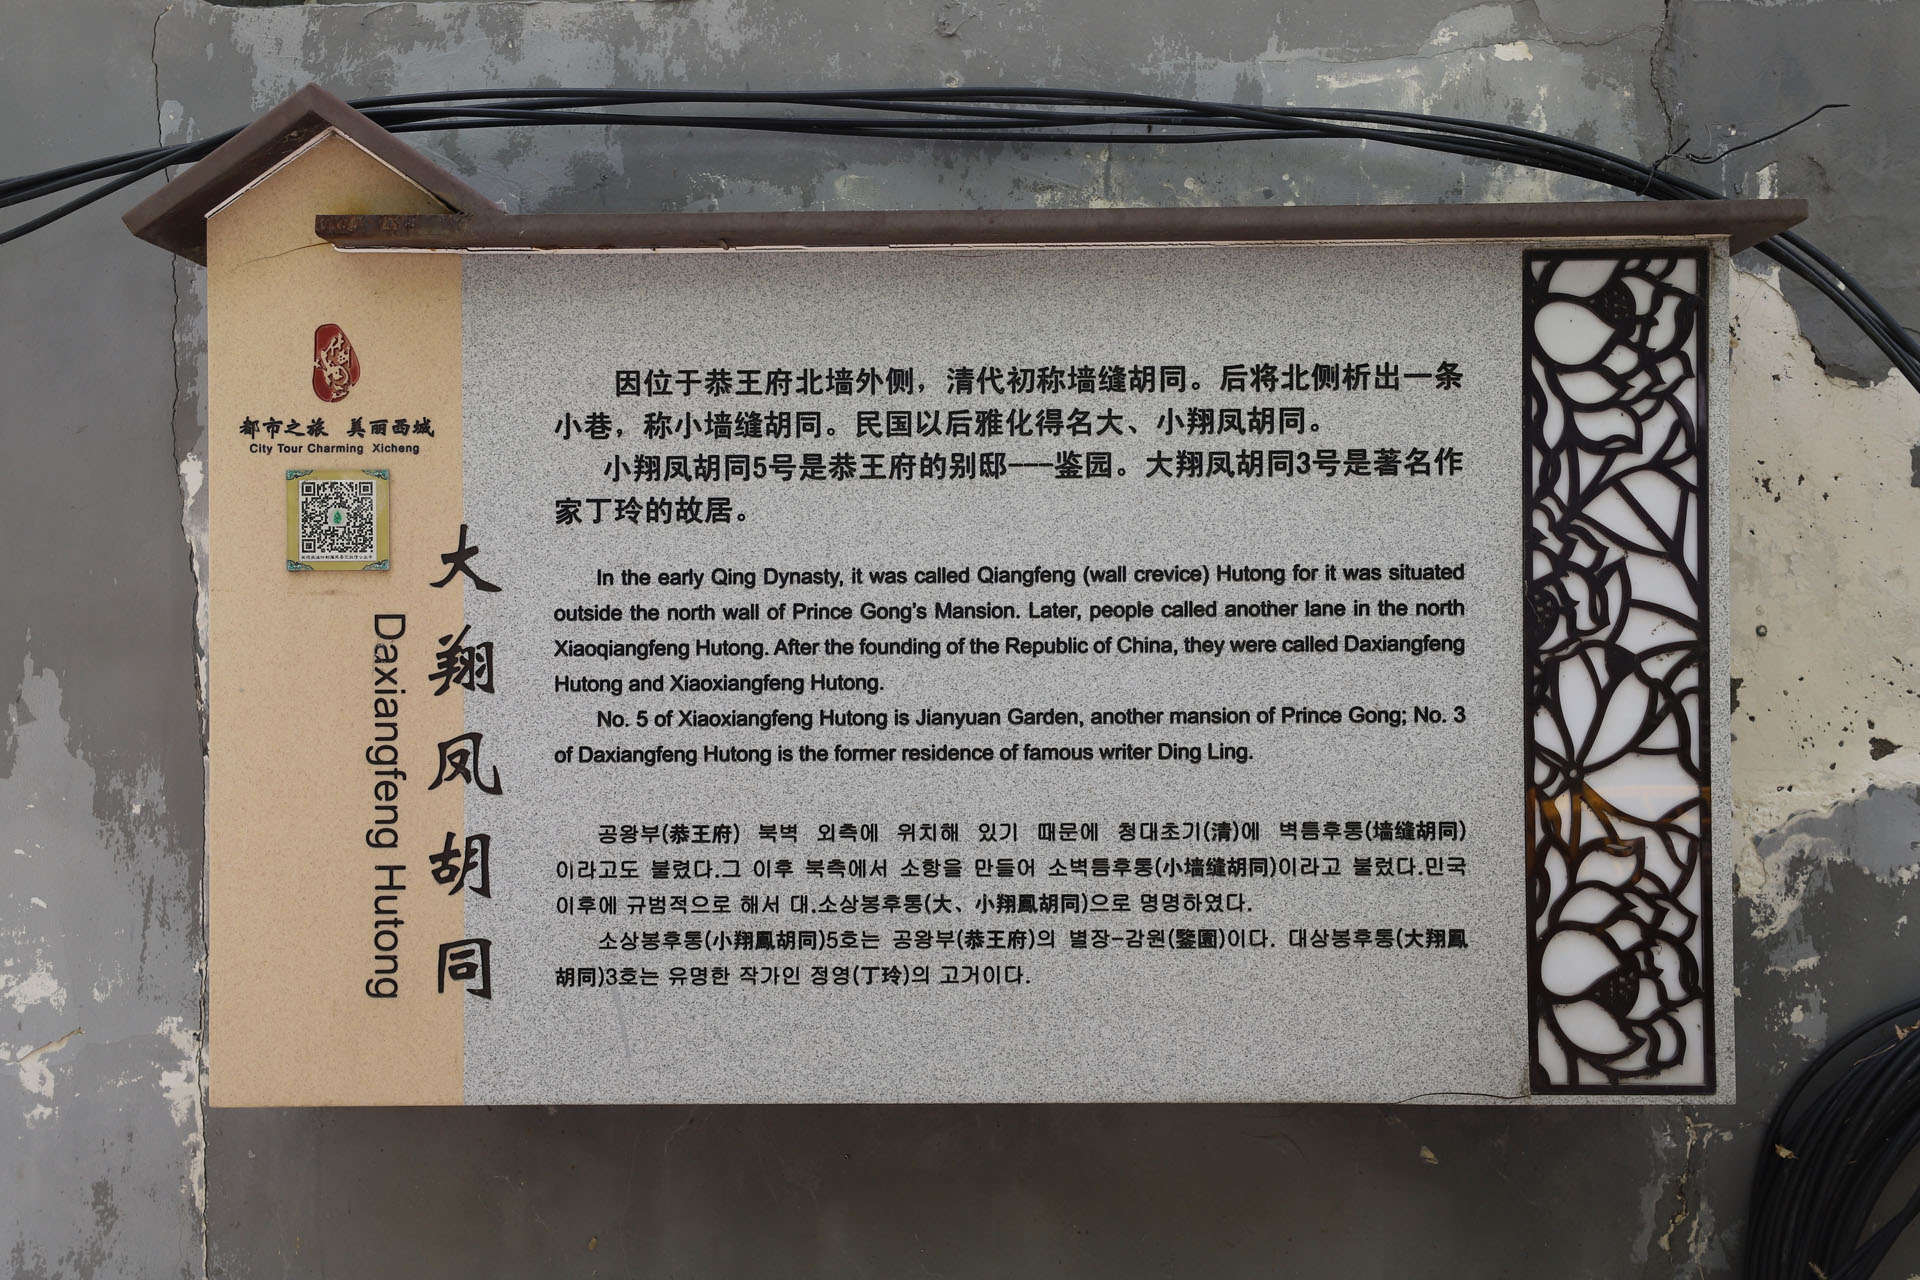 都市之旅 美丽西城
City Tour Charming Xicheng
大翔凤胡同
Daxiangfeng Hutong
因位于恭王府北墙外侧，清代初称墙缝胡同。后将北侧析出一条
小巷，称小墙缝胡同。民国以后雅化得名大、小翔凤胡同。
小翔凤胡同5号是恭王府的别邸---鉴园。大翔凤胡同3号是著名作
家丁玲的故居。
In the early Qing Dynasty, it was called Qiangfeng (wall crevice) Hutong for it was situated
outside the north wall of Prince Gong's Mansion. Later, people called another lane in the north
Xiaoqiangfeng Hutong. After the founding of the Republic of China, they were called Daxiangfeng
Hutong and Xiaoxiangfeng Hutong.
No. 5 of Xiaoxiangfeng Hutong is Jianyuan Garden, another mansion of Prince Gong; No. 3
of Daxiangfeng Hutong is the former residence of famous writer Ding Ling.
공왕부(恭王府) 북벽 외측에 위치해 있기 때문에 청대초기(清)에 벽틈후통(墙缝胡同)
이라고도 불렸다.그 이후 북측에서 소항을 만들어 소벽틈후통(小墙缝胡同)이라고 불렀다.민국
이후에 규범적으로 해서 대.소상봉후통(大、小翔鳳胡同)으로 명명하였다.
소상봉후통(小翔鳳胡同)5호는 공왕부(恭王府)의 별장-감원(鑒園)이다. 대상봉후통(大翔鳳
胡同)3호는 유명한 작가인 정영(丁玲)의 고거이다.